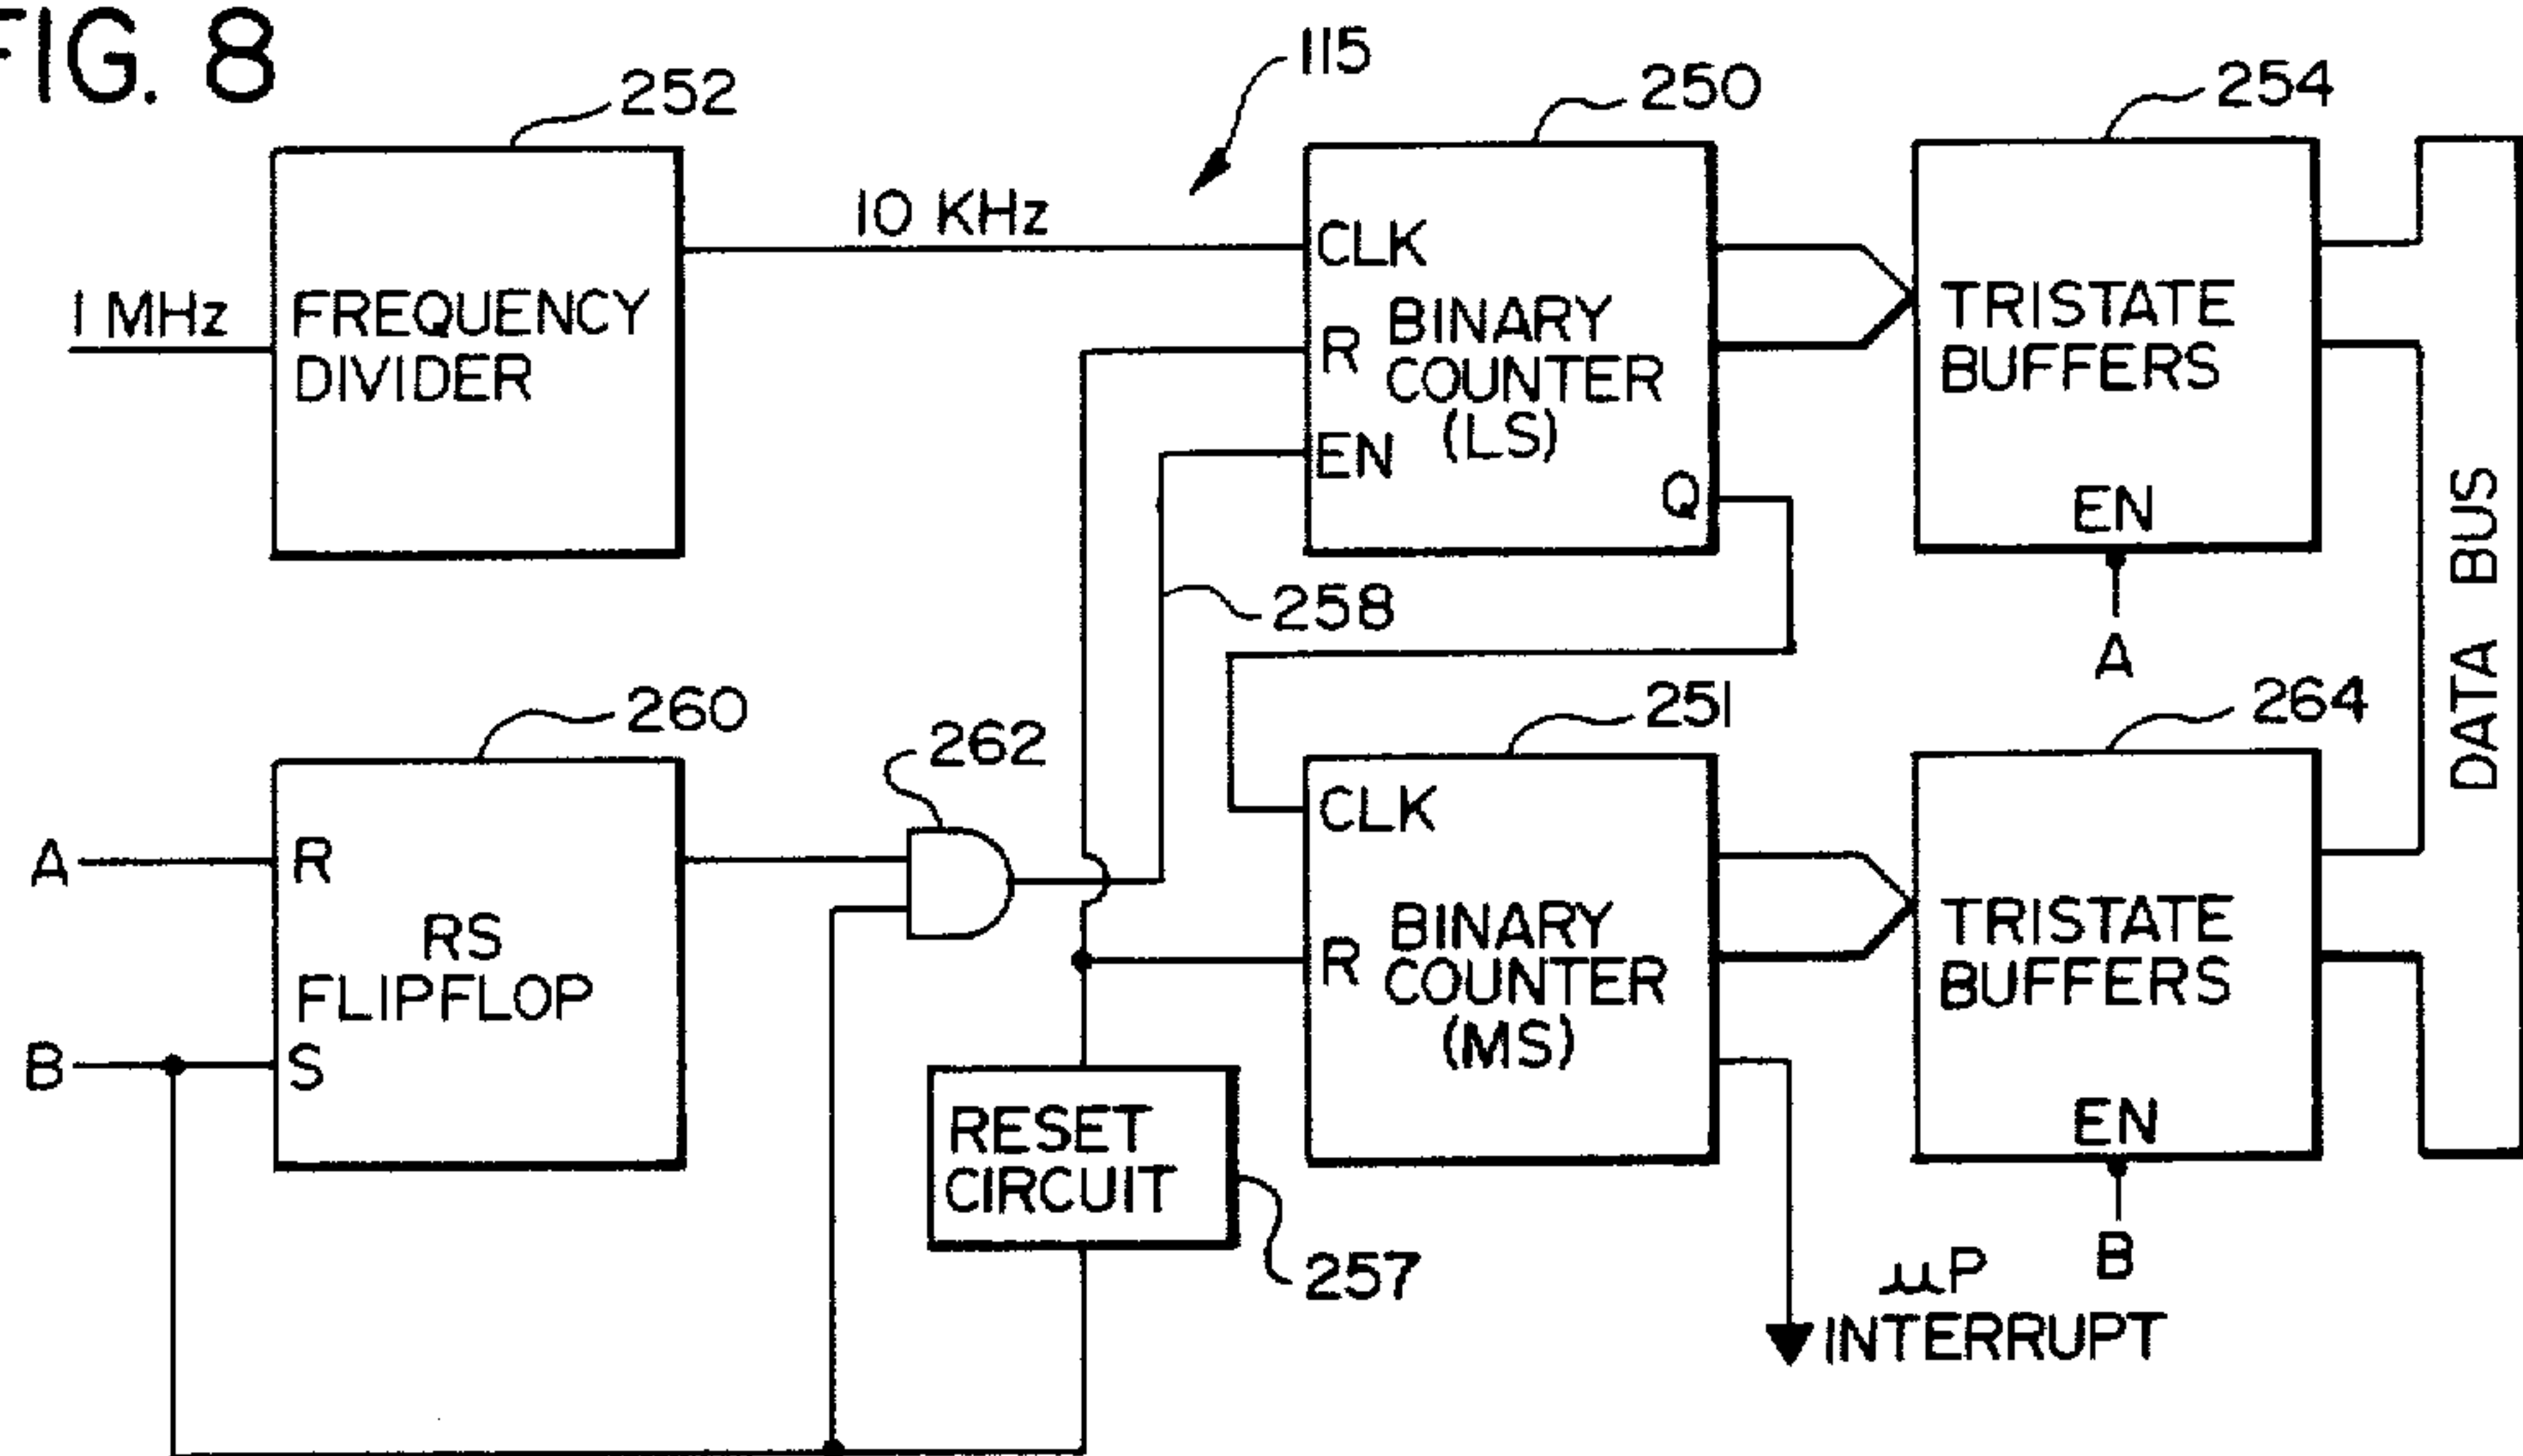 FIG. 8
252
115
250
254
1 MHz
FREQUENCY
DIVIDER
10 KHz
CLK
R
EN
BINARY
COUNTER
(LS)
Q
TRISTATE
BUFFERS
EN
A
DATA BUS
258
260
262
251
264
A
R
RS
FLIPFLOP
B
S
CLK
R
BINARY
COUNTER
(MS)
TRISTATE
BUFFERS
EN
B
RESET
CIRCUIT
257
µP
INTERRUPT